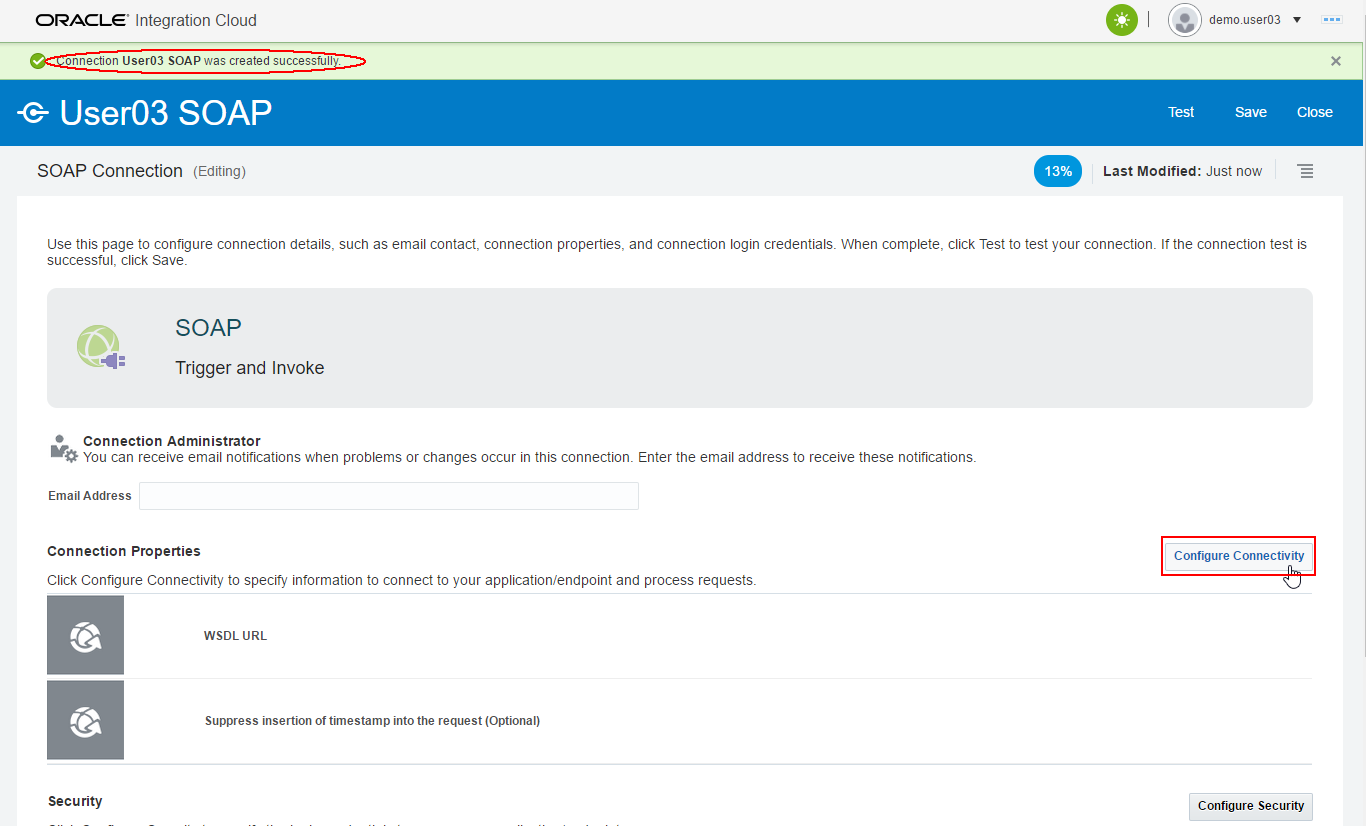 ORACLE® Integration Cloud
demo.user03
Connection User03 SOAP was created successfully.
User03 SOAP
Test Save Close
SOAP Connection (Editing)
13% Last Modified: Just now
Use this page to configure connection details, such as email contact, connection properties, and connection login credentials. When complete, click Test to test your connection. If the connection test is
successful, click Save.
SOAP
Trigger and Invoke
Connection Administrator
You can receive email notifications when problems or changes occur in this connection. Enter the email address to receive these notifications.
Email Address
Connection Properties
Configure Connectivity
Click Configure Connectivity to specify information to connect to your application/endpoint and process requests.
WSDL URL
Suppress insertion of timestamp into the request (Optional)
Security
Configure Security